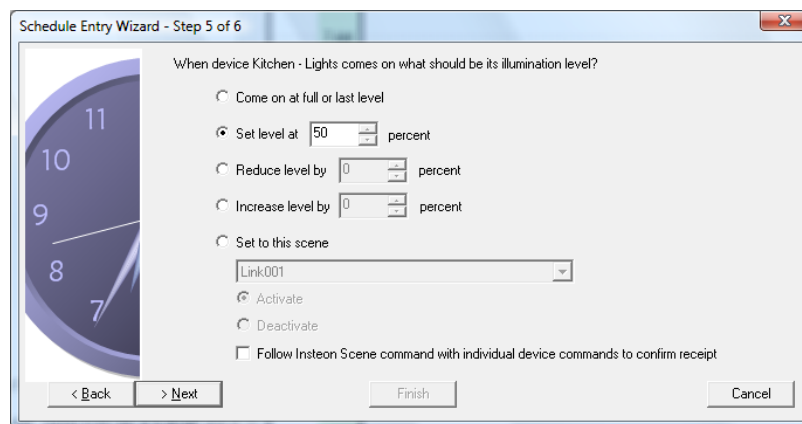 Schedule Entry Wizard - Step 5 of 6
When device Kitchen - Lights comes on what should be its illumination level?
Come on at full or last level
Set level at 50 percent
Reduce level by 0 percent
Increase level by 0 percent
Set to this scene
Link001
Activate
Deactivate
Follow Insteon Scene command with individual device commands to confirm receipt
11
10
9
8
7
< Back > Next Finish Cancel